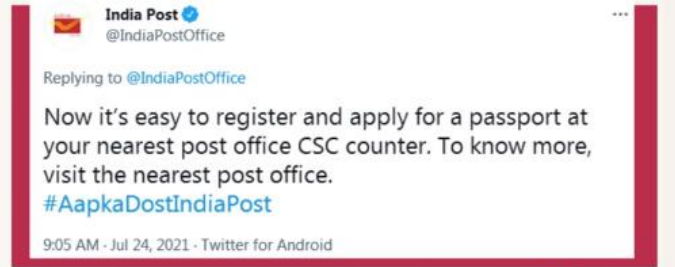 India Post
@IndiaPostOffice
Replying to @IndiaPostOffice
Now it's easy to register and apply for a passport at
your nearest post office CSC counter. To know more,
visit the nearest post office.
#AapkaDostIndiaPost
9:05 AM · Jul 24, 2021 · Twitter for Android